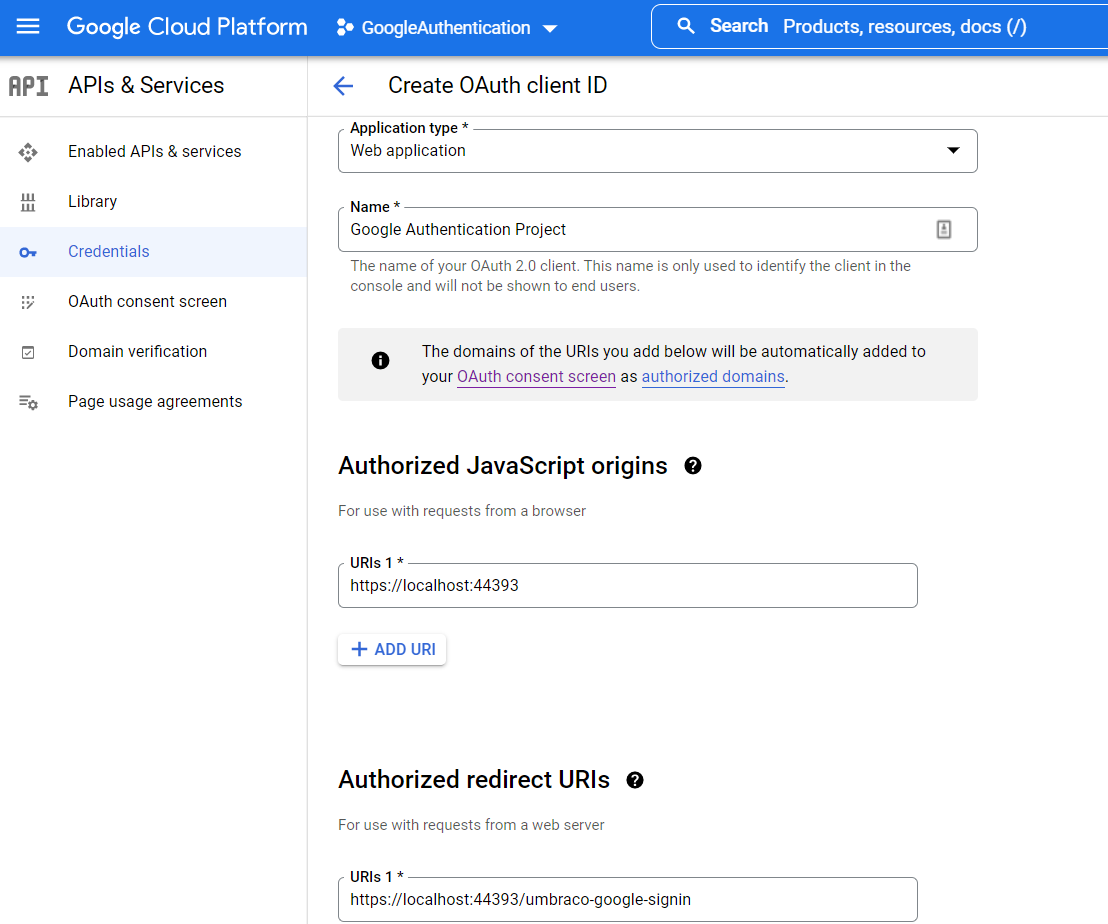 Google Cloud Platform
GoogleAuthentication
Search Products, resources, docs (/)
API APIs & Services
Enabled APIs & services
Library
Credentials
OAuth consent screen
Domain verification
Page usage agreements
Create OAuth client ID
Application type *
Web application
Name *
Google Authentication Project
The name of your OAuth 2.0 client. This name is only used to identify the client in the
console and will not be shown to end users.
The domains of the URIs you add below will be automatically added to
your OAuth consent screen as authorized domains.
Authorized JavaScript origins
For use with requests from a browser
URIs 1 *
https://localhost:44393
ADD URI
Authorized redirect URIs
For use with requests from a web server
URIs 1 *
https://localhost:44393/umbraco-google-signin